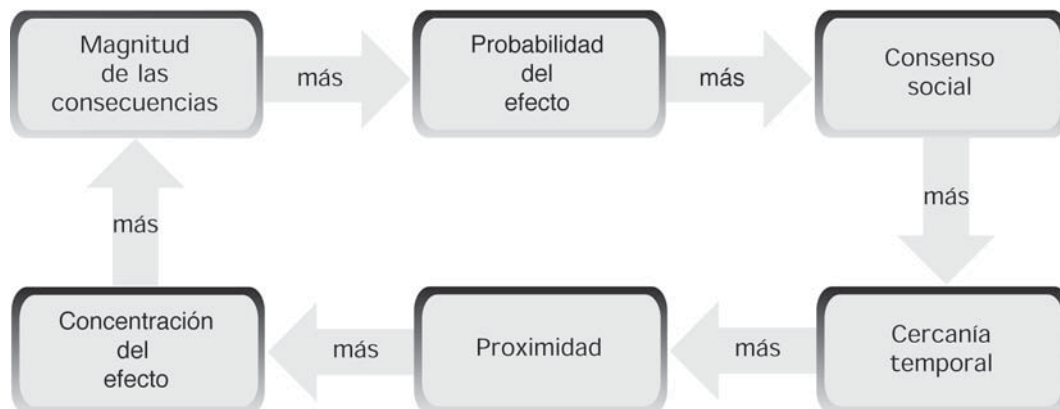 Magnitud
de las
consecuencias
más
Probabilidad
del
efecto
más
Consenso
social
más
Cercanía
temporal
más
Proximidad
más
Concentración
del
efecto
más